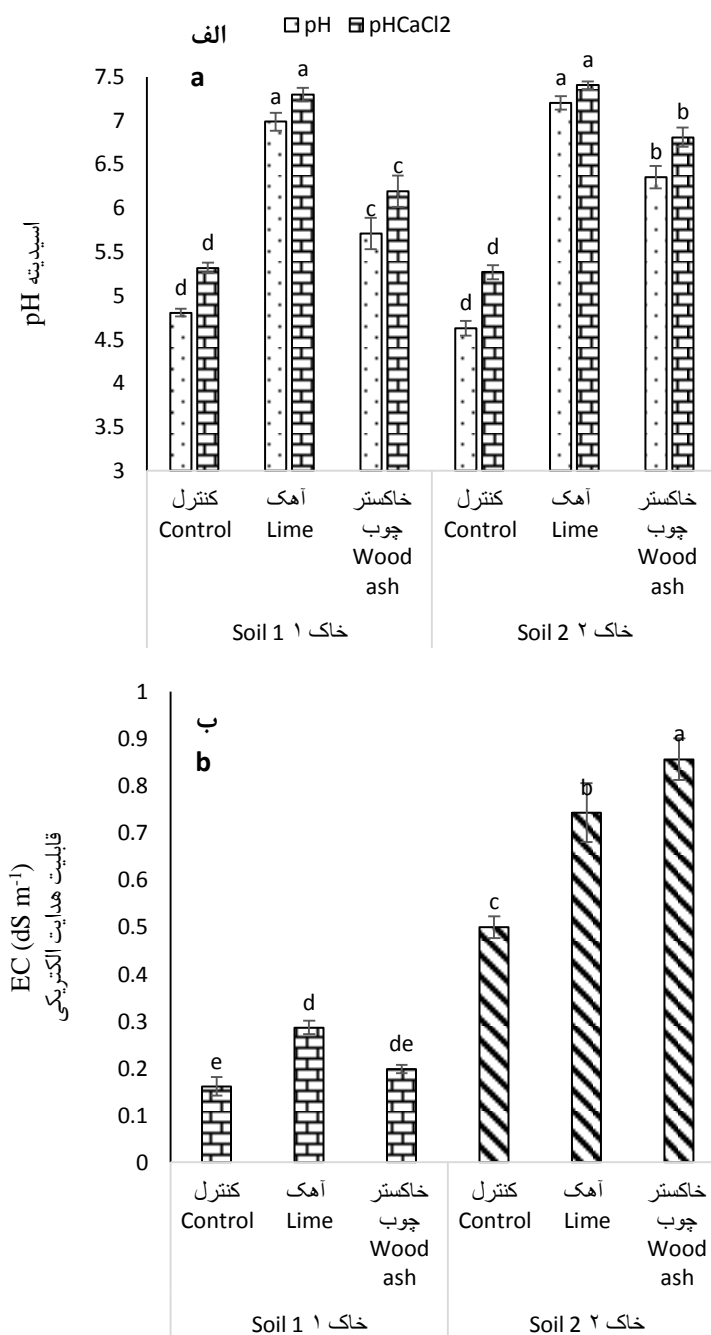 الف
pH pHCaCl2
a
7.5
7
6.5
6
5.5
5
4.5
4
3.5
3
اسیدیته pH
d d a a c c d d a a b b
کنترل آهک خاکستر چوب کنترل آهک خاکستر چوب
Control Lime Wood ash Control Lime Wood ash
Soil 1 خاک ۱ Soil 2 خاک ۲
ب
b
1
0.9
0.8
0.7
0.6
0.5
0.4
0.3
0.2
0.1
0
EC (dS m-1)
قابلیت هدایت الکتریکی
e d de c b a
کنترل آهک خاکستر چوب کنترل آهک خاکستر چوب
Control Lime Wood ash Control Lime Wood ash
Soil 1 خاک ۱ Soil 2 خاک ۲